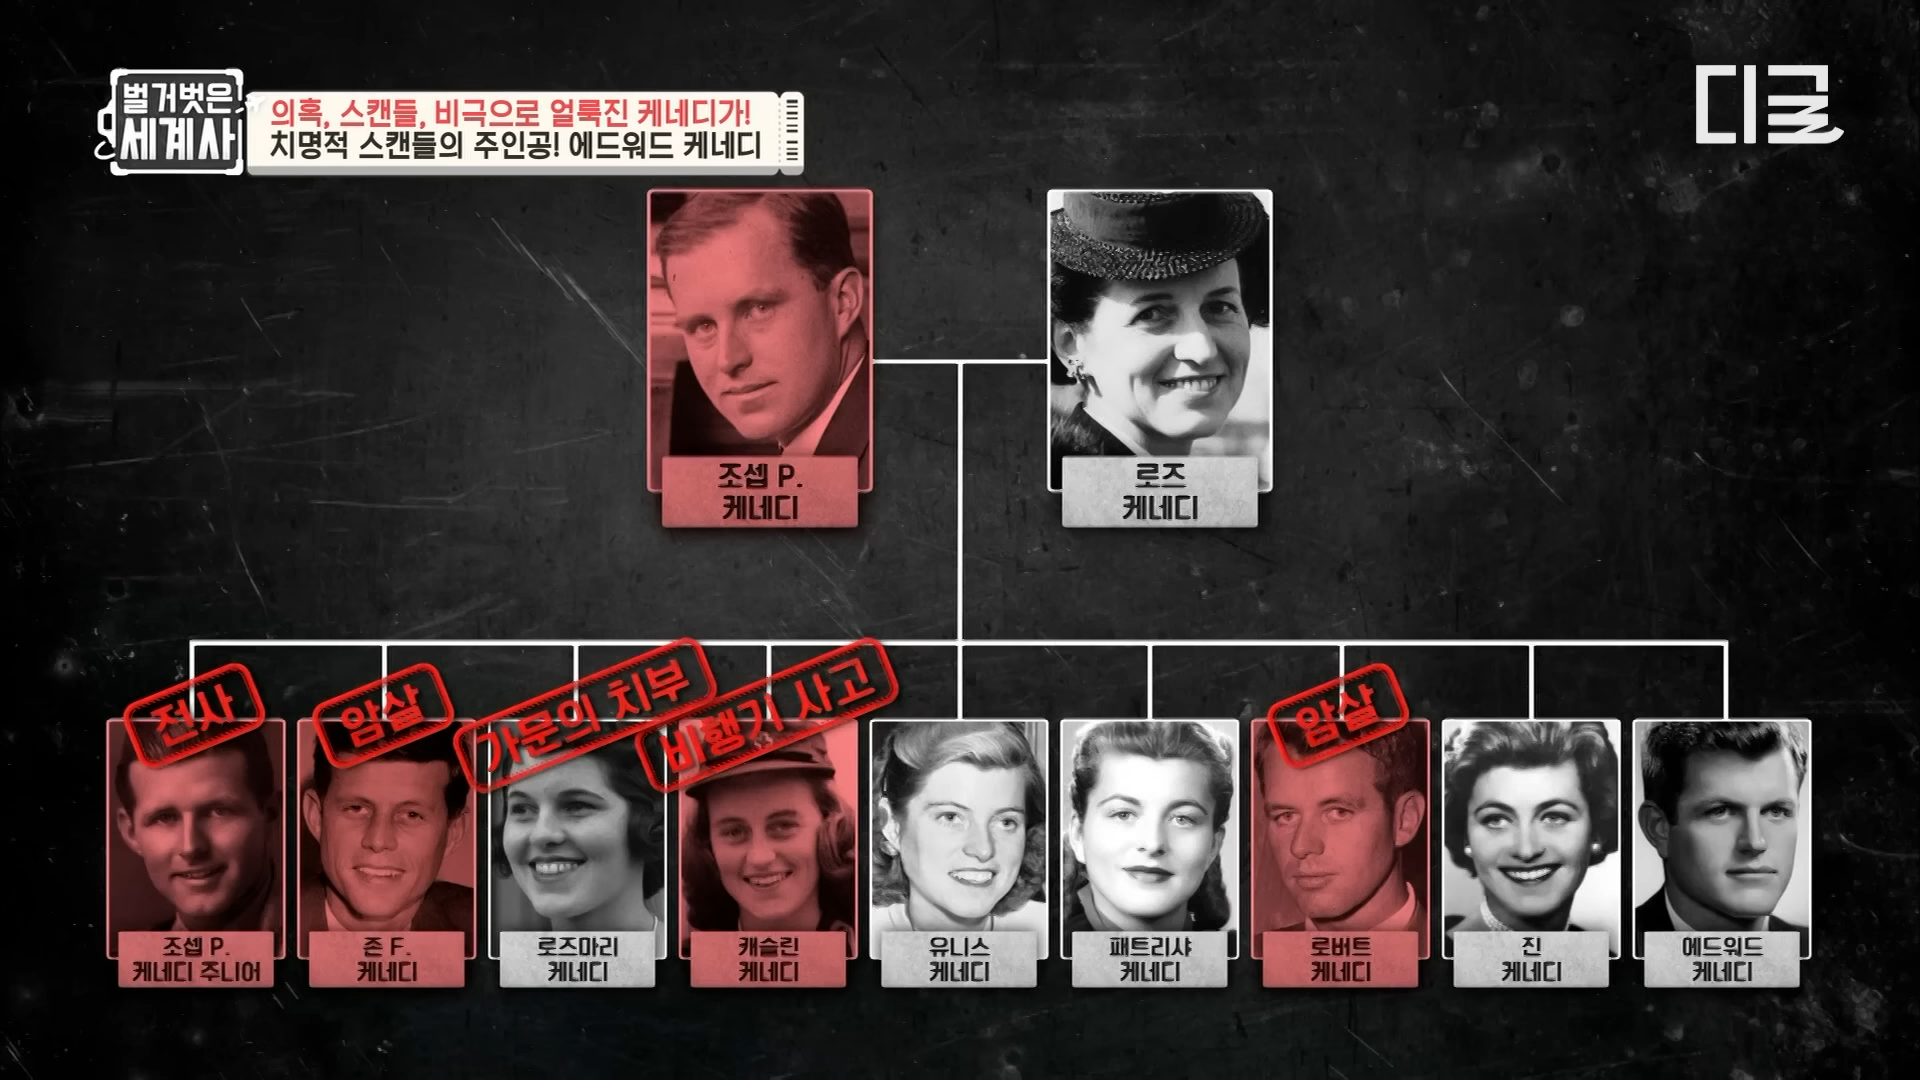 벌거벗은!
세계사
의혹, 스캔들, 비극으로 얼룩진 케네디가!
치명적 스캔들의 주인공! 에드워드 케네디
디글
조셉 P.
케네디
로즈
케네디
전사
암살
가문의 치부
비행기 사고
암살
조셉 P.
케네디 주니어
존 F.
케네디
로즈마리
케네디
캐슬린
케네디
유니스
케네디
패트리샤
케네디
로버트
케네디
진
케네디
에드워드
케네디